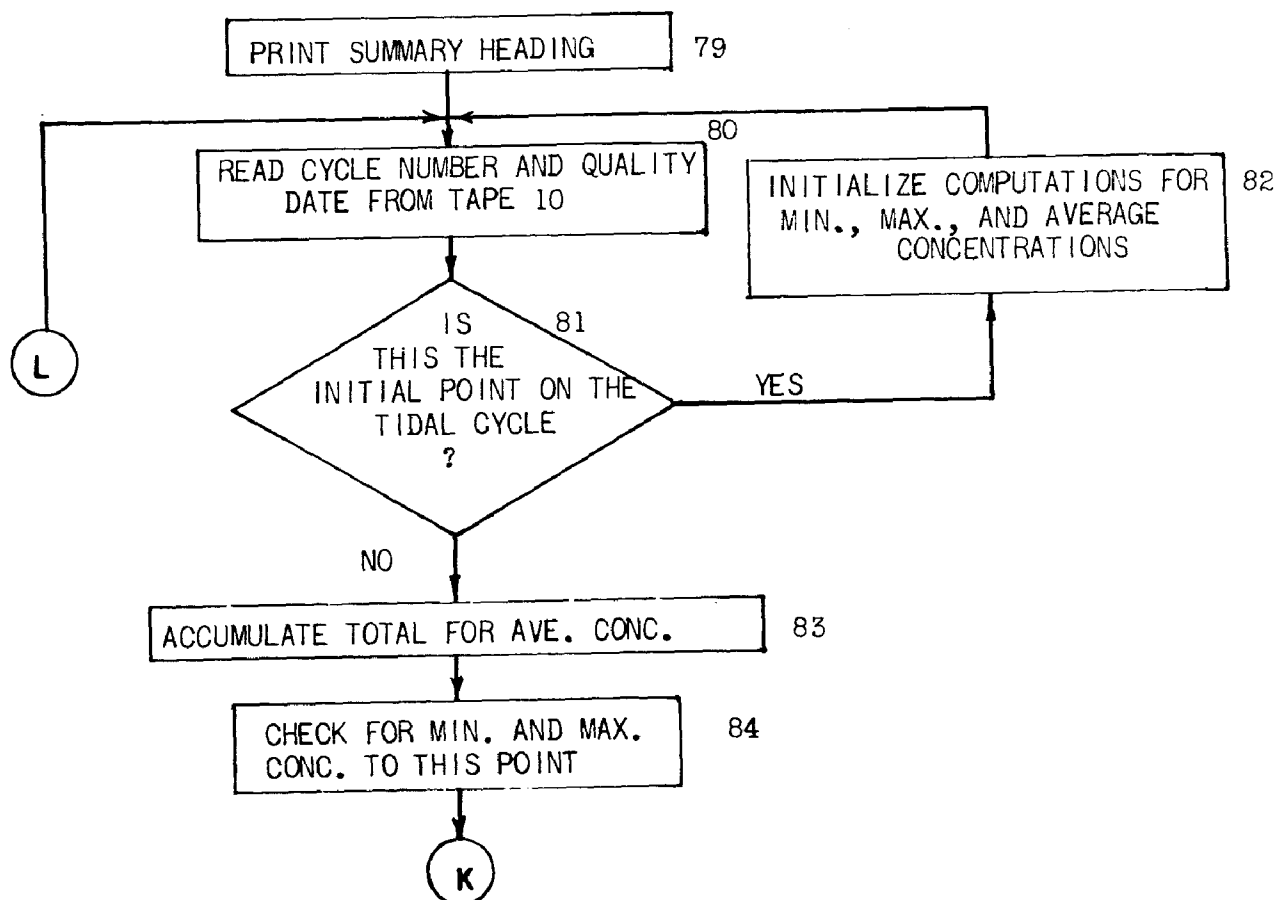 PRINT SUMMARY HEADING
79
80
READ CYCLE NUMBER AND QUALITY
DATE FROM TAPE 10
INITIALIZE COMPUTATIONS FOR
MIN., MAX., AND AVERAGE
CONCENTRATIONS
82
L
81
IS
THIS THE
INITIAL POINT ON THE
TIDAL CYCLE
?
YES
NO
ACCUMULATE TOTAL FOR AVE. CONC.
83
CHECK FOR MIN. AND MAX.
CONC. TO THIS POINT
84
K